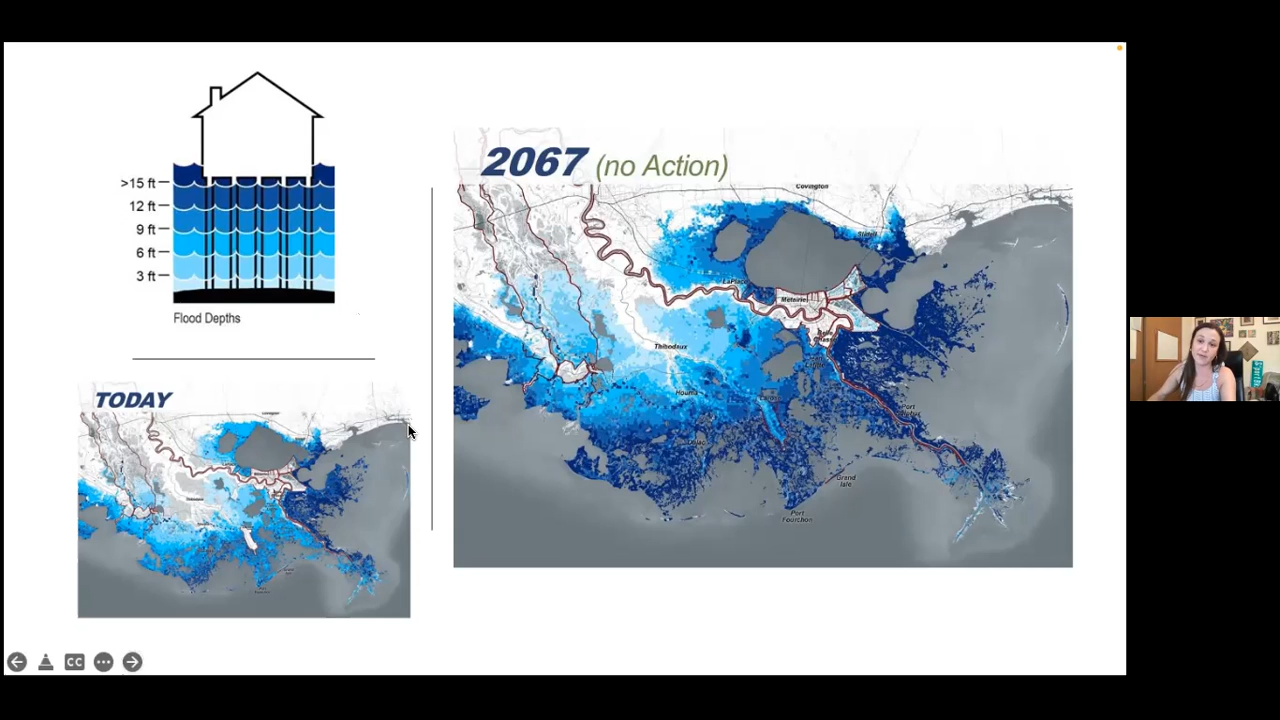 >15 ft
12 ft
9 ft
6 ft
3 ft
Flood Depths
TODAY
2067 (no Action)
Covington
Slidell
LaPlace
Metairie
Thibodaux
Houma
Port
Grand
Isle
Port
Fourchon
CC